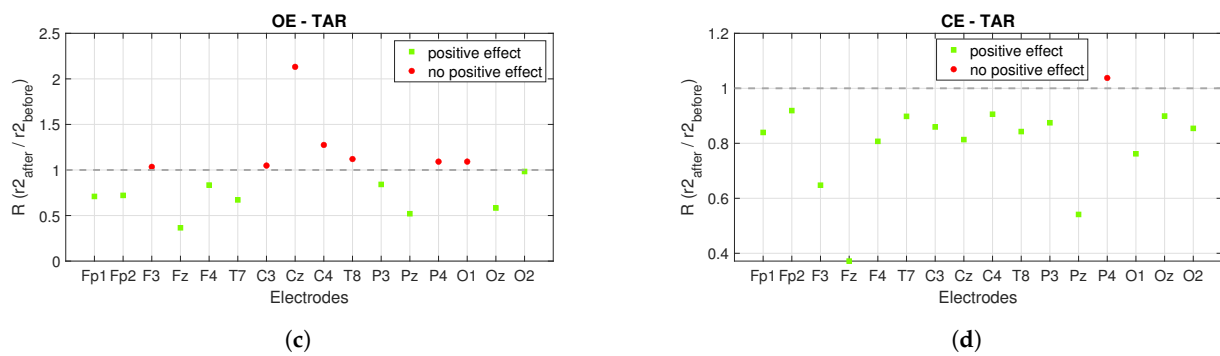 OE - TAR
2.5
2
1.5
1
0.5
0
R (r2after / r2before)
positive effect
no positive effect
Fp1 Fp2 F3 Fz F4 T7 C3 Cz C4 T8 P3 Pz P4 O1 Oz O2
Electrodes
(c)
CE - TAR
1.2
1
0.8
0.6
0.4
R (r2after / r2before)
positive effect
no positive effect
Fp1 Fp2 F3 Fz F4 T7 C3 Cz C4 T8 P3 Pz P4 O1 Oz O2
Electrodes
(d)